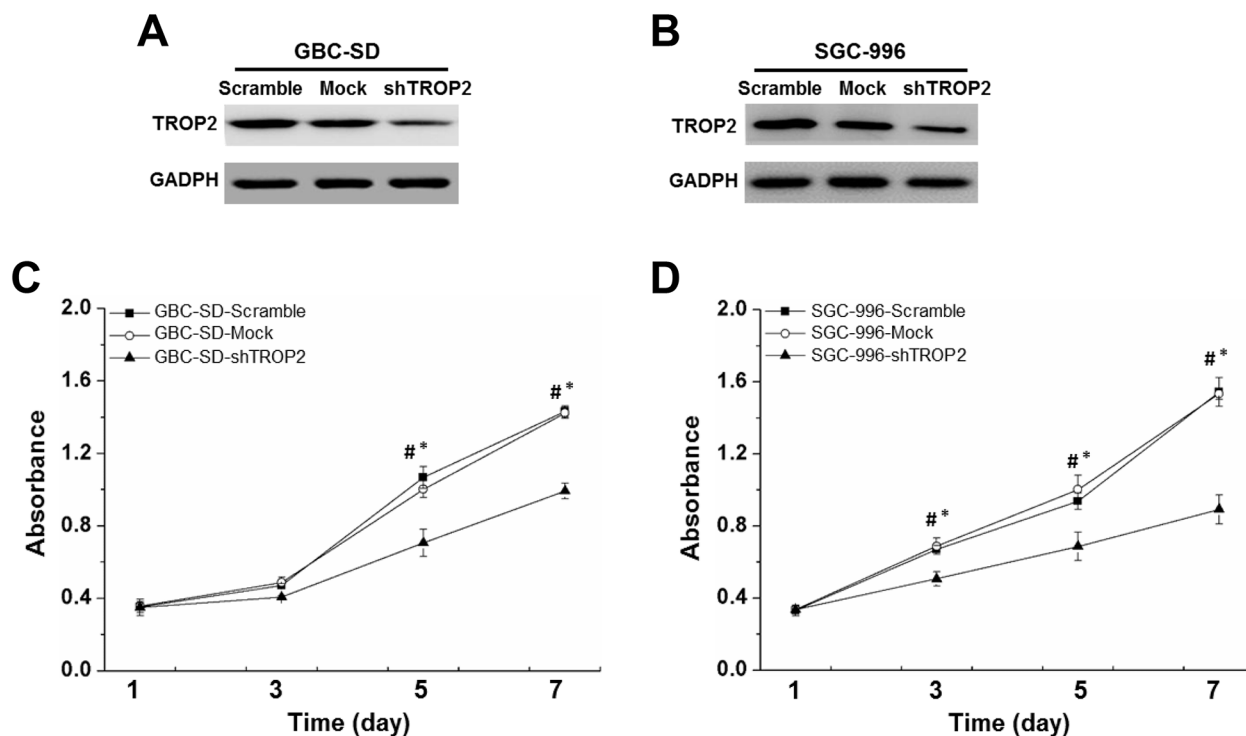 A
GBC-SD
Scramble Mock shTROP2
TROP2
GADPH
B
SGC-996
Scramble Mock shTROP2
TROP2
GADPH
C
2.0
1.6
1.2
0.8
0.4
0.0
Absorbance
GBC-SD-Scramble
GBC-SD-Mock
GBC-SD-shTROP2
#*
#*
1 3 5 7
Time (day)
D
2.0
1.6
1.2
0.8
0.4
0.0
Absorbance
SGC-996-Scramble
SGC-996-Mock
SGC-996-shTROP2
#*
#*
#*
1 3 5 7
Time (day)